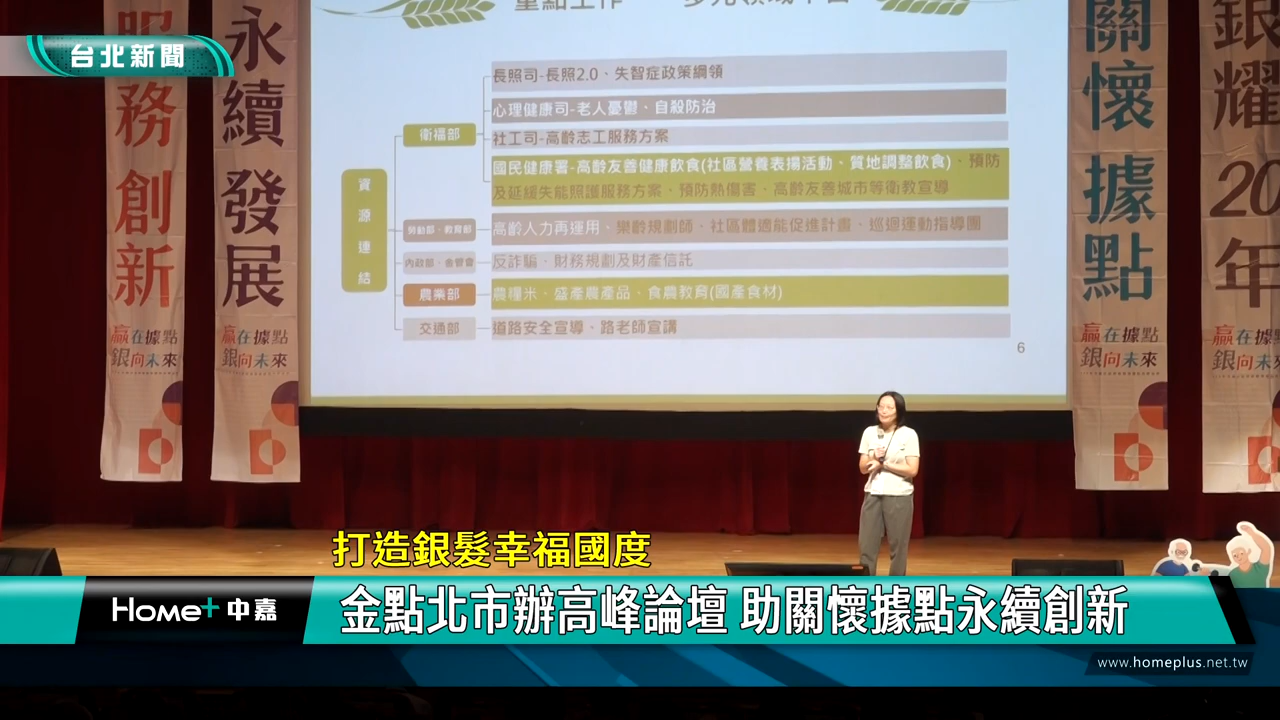 台北新聞
服務 創新
永續 發展
關懷 據點
銀耀20年
重點工作
資源連結
衛福部
長照司-長照2.0、失智症政策綱領
心理健康司-老人憂鬱、自殺防治
社工司-高齡志工服務方案
國民健康署-高齡友善健康飲食(社區營養表揚活動、質地調整飲食)、預防
及延緩失能照護服務方案、預防熱傷害、高齡友善城市等衛教宣導
勞動部、教育部
高齡人力再運用、樂齡規劃師、社區體適能促進計畫、巡迴運動指導團
內政部、金管會
反詐騙、財務規劃及財產信託
農業部
農糧米、盛產農產品、食農教育(國產食材)
交通部
道路安全宣導、路老師宣講
6
贏在據點
銀向未來
贏在據點
銀向未來
贏在據點
銀向未來
贏在據點
銀向未來
打造銀髮幸福國度
Home+ 中嘉
金點北市辦高峰論壇 助關懷據點永續創新
www.homeplus.net.tw